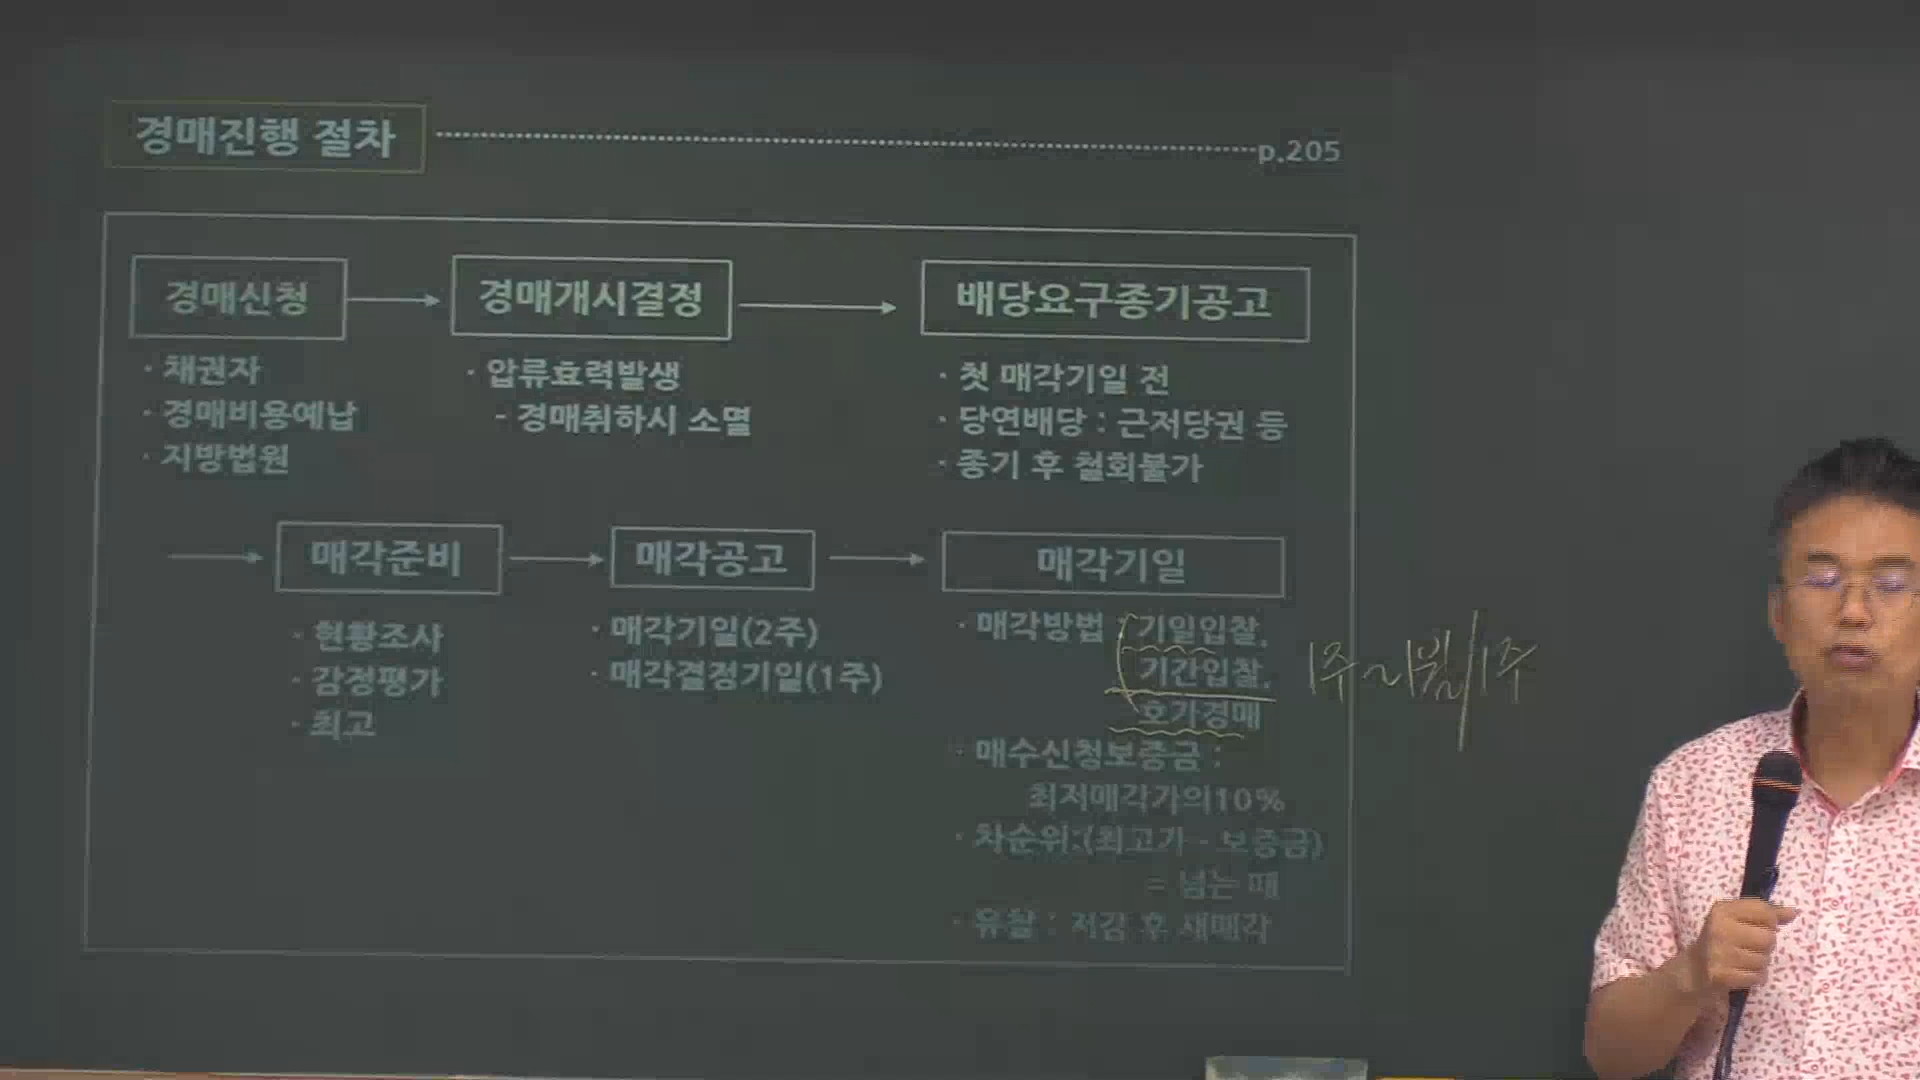 경매진행 절차 p.205
경매신청 → 경매개시결정 → 배당요구종기공고
· 채권자
· 경매비용예납
· 지방법원
· 압류효력발생
- 경매취하시 소멸
· 첫 매각기일 전
· 당연배당 : 근저당권 등
· 종기 후 철회불가
→ 매각준비 → 매각공고 → 매각기일
· 현황조사
· 감정평가
· 최고
· 매각기일(2주)
· 매각결정기일(1주)
· 매각방법 : 기일입찰,
기간입찰,
호가경매
1주~1월/1주
· 매수신청보증금 :
최저매각가의10%
· 차순위:(최고가 - 보증금)
= 넘는 때
· 유찰 : 저감 후 새매각